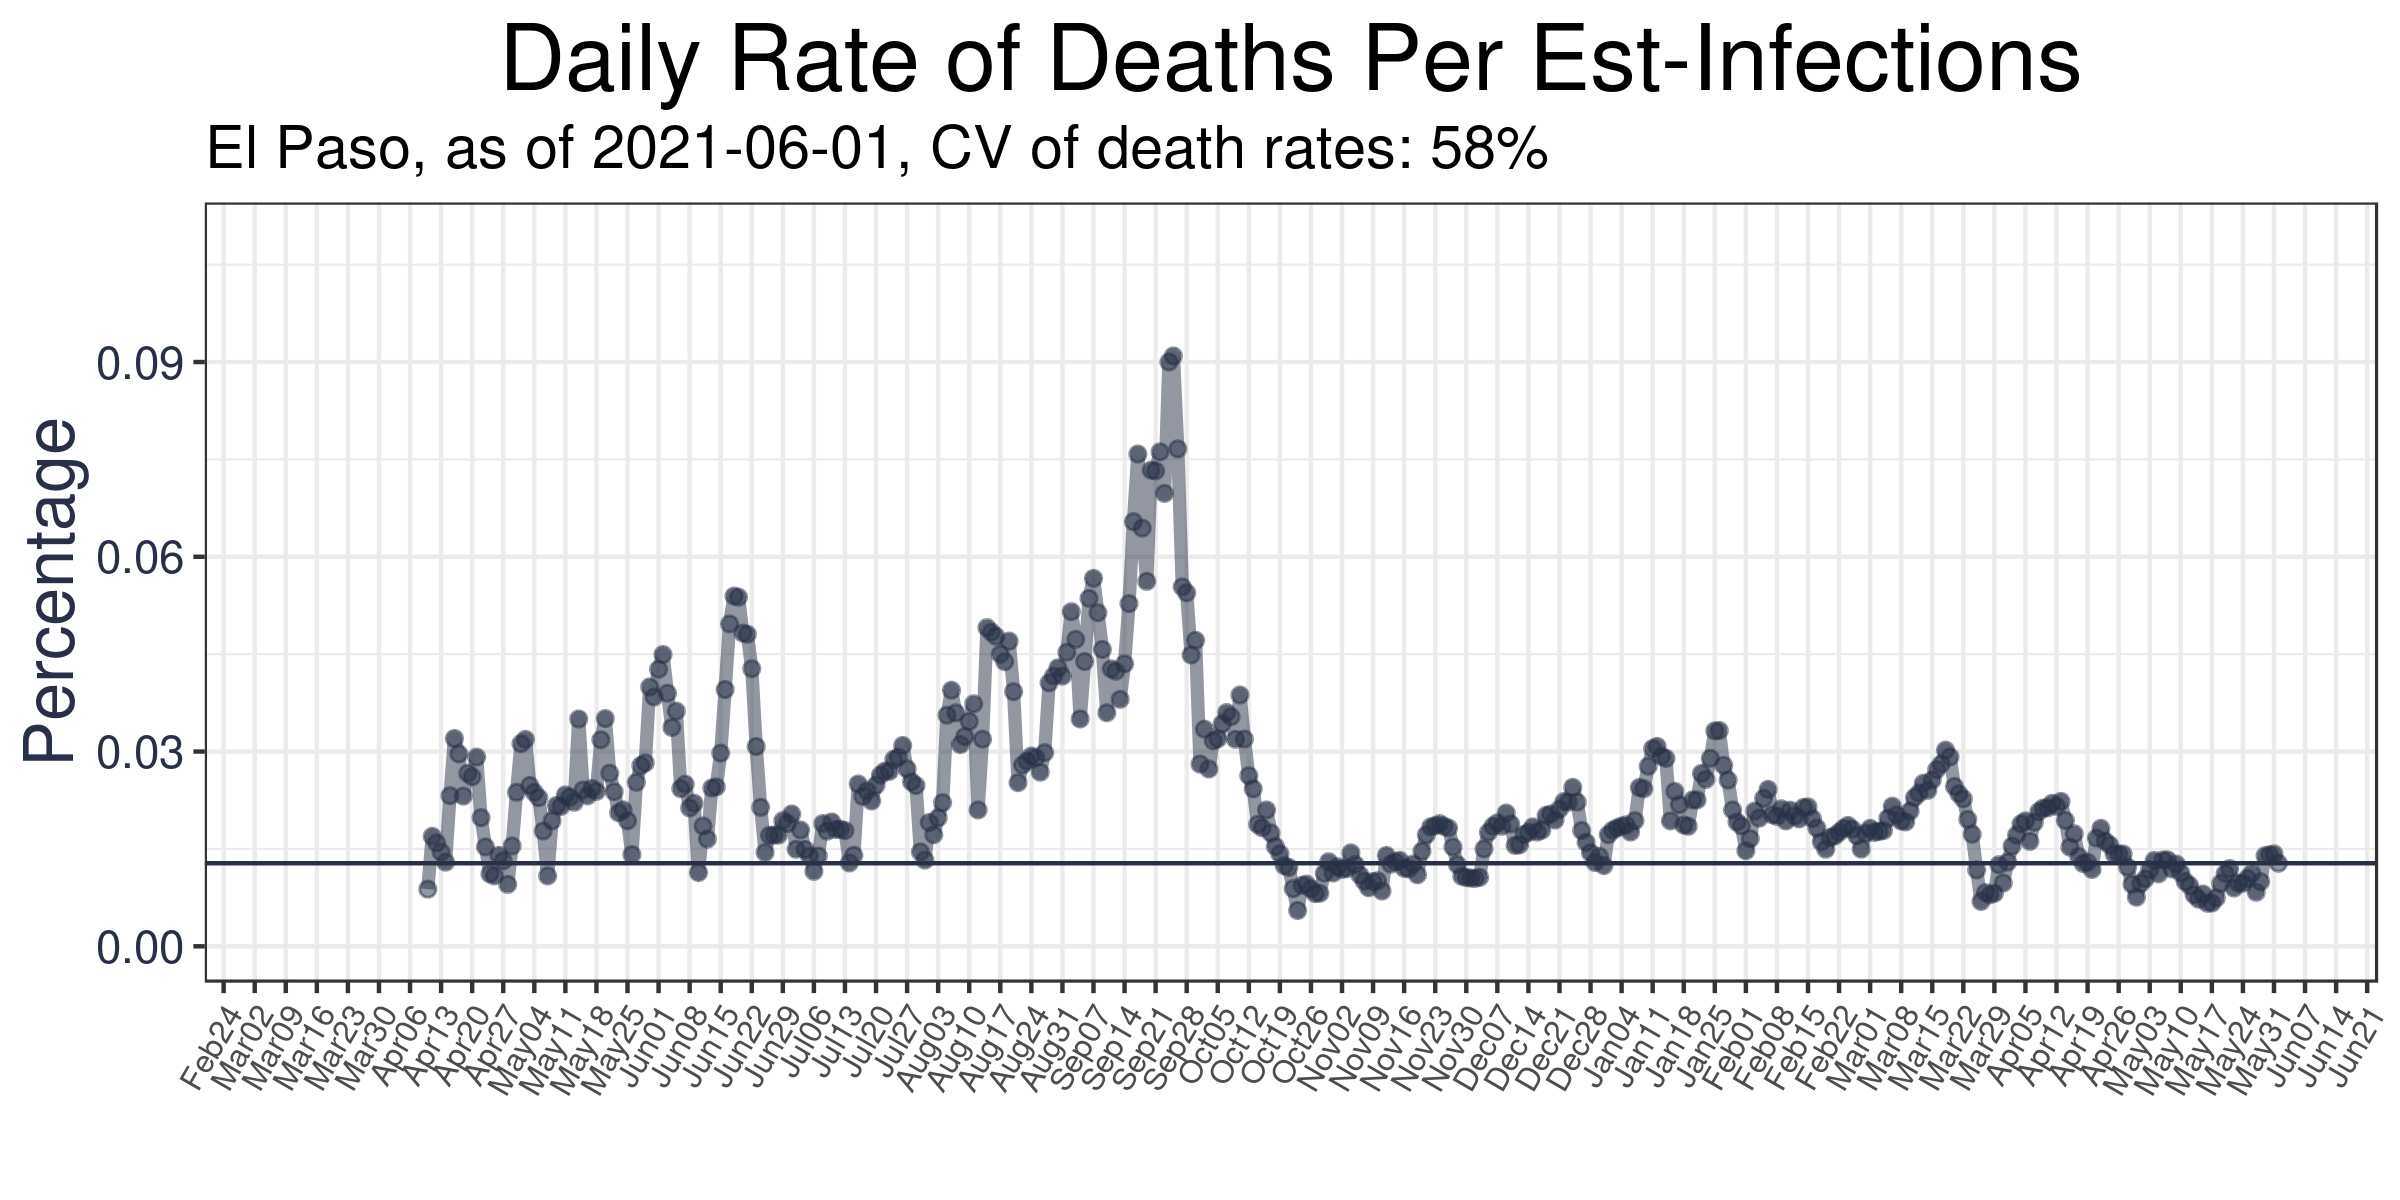 Daily Rate of Deaths Per Est-Infections
El Paso, as of 2021-06-01, CV of death rates: 58%
Percentage
0.09
0.06
0.03
0.00
Feb24
Mar02
Mar09
Mar16
Mar23
Mar30
Apr06
Apr13
Apr20
Apr27
May04
May11
May18
May25
Jun01
Jun08
Jun15
Jun22
Jun29
Jul06
Jul13
Jul20
Jul27
Aug03
Aug10
Aug17
Aug24
Aug31
Sep07
Sep14
Sep21
Sep28
Oct05
Oct12
Oct19
Oct26
Nov02
Nov09
Nov16
Nov23
Nov30
Dec07
Dec14
Dec21
Dec28
Jan04
Jan11
Jan18
Jan25
Feb01
Feb08
Feb15
Feb22
Mar01
Mar08
Mar15
Mar22
Mar29
Apr05
Apr12
Apr19
Apr26
May03
May10
May17
May24
May31
Jun07
Jun14
Jun21